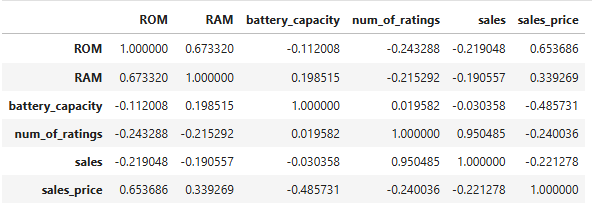 ROM RAM battery_capacity num_of_ratings sales sales_price
ROM 1.000000 0.673320 -0.112008 -0.243288 -0.219048 0.653686
RAM 0.673320 1.000000 0.198515 -0.215292 -0.190557 0.339269
battery_capacity -0.112008 0.198515 1.000000 0.019582 -0.030358 -0.485731
num_of_ratings -0.243288 -0.215292 0.019582 1.000000 0.950485 -0.240036
sales -0.219048 -0.190557 -0.030358 0.950485 1.000000 -0.221278
sales_price 0.653686 0.339269 -0.485731 -0.240036 -0.221278 1.000000